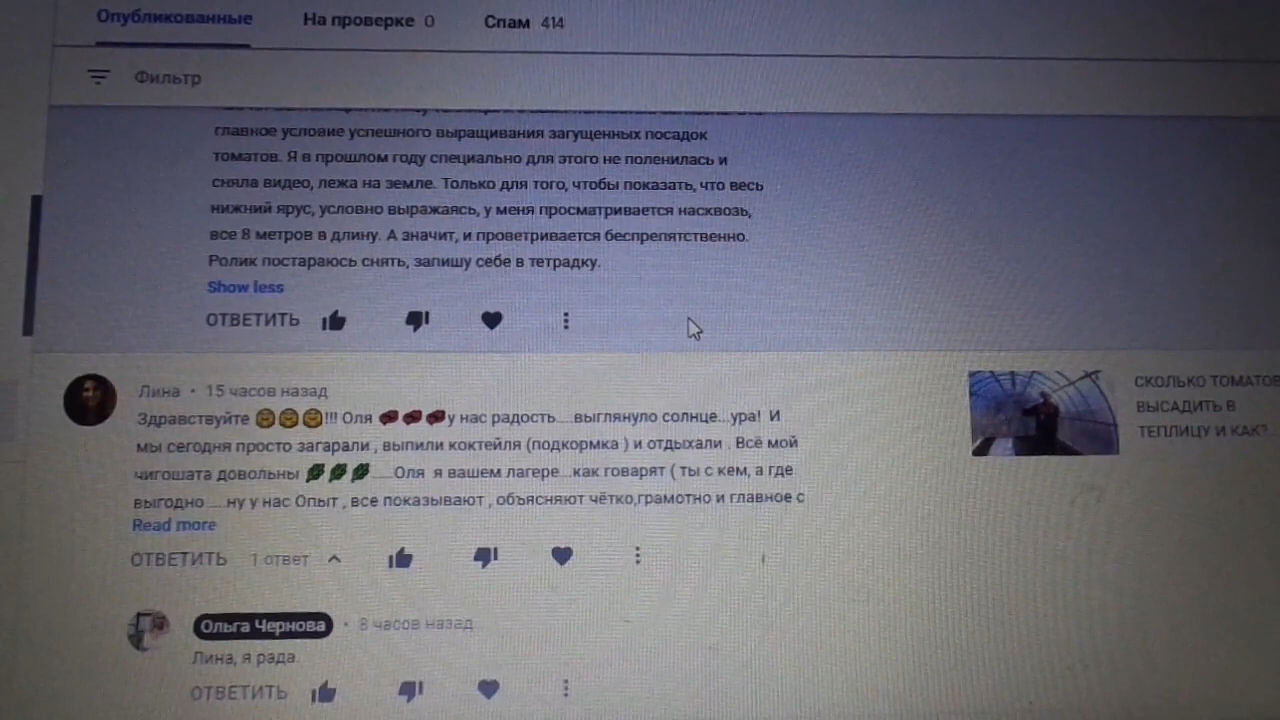 Опубликованные На проверке 0 Спам 414
Фильтр
главное условие успешного выращивания загущенных посадок
томатов. Я в прошлом году специально для этого не поленилась и
сняла видео, лежа на земле. Только для того, чтобы показать, что весь
нижний ярус, условно выражаясь, у меня просматривается насквозь,
все 8 метров в длину. А значит, и проветривается беспрепятственно.
Ролик постараюсь снять, запишу себе в тетрадку.
Show less
ОТВЕТИТЬ
Лина • 15 часов назад
Здравствуйте !!! Оля у нас радость....выглянуло солнце...ура! И
мы сегодня просто загарали , выпили коктейля (подкормка ) и отдыхали . Всё мой
чигошата довольны .....Оля я вашем лагере...как говарят ( ты с кем, а где
выгодно .....ну у нас Опыт , все показывают , объясняют чётко,грамотно и главное с
Read more
ОТВЕТИТЬ 1 ответ
Ольга Чернова • 8 часов назад
Лина, я рада.
ОТВЕТИТЬ
СКОЛЬКО ТОМАТОВ
ВЫСАДИТЬ В
ТЕПЛИЦУ И КАК?...